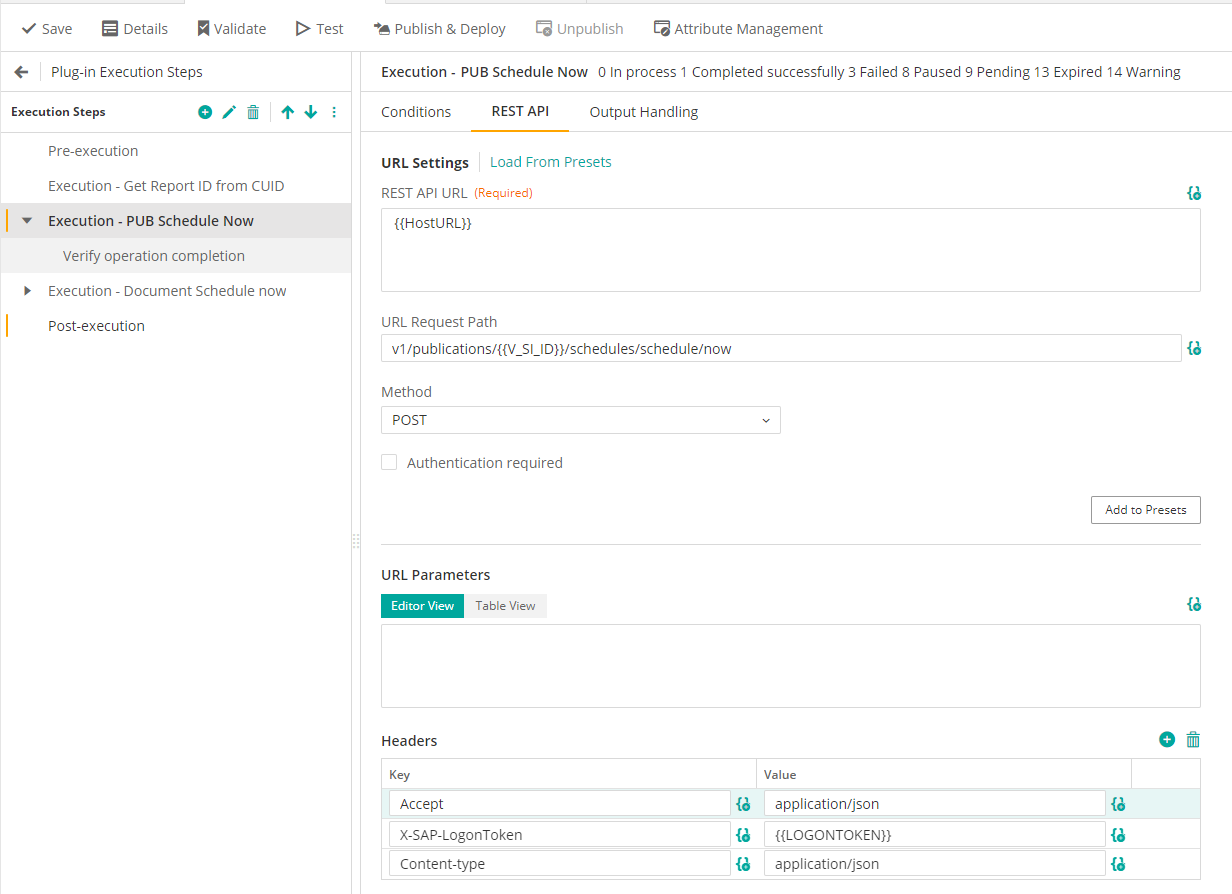 Save Details Validate Test Publish & Deploy Unpublish Attribute Management
Plug-in Execution Steps
Execution Steps
Pre-execution
Execution - Get Report ID from CUID
Execution - PUB Schedule Now
Verify operation completion
Execution - Document Schedule now
Post-execution
Execution - PUB Schedule Now 0 In process 1 Completed successfully 3 Failed 8 Paused 9 Pending 13 Expired 14 Warning
Conditions REST API Output Handling
URL Settings Load From Presets
REST API URL (Required)
{{HostURL}}
URL Request Path
v1/publications/{{V_SI_ID}}/schedules/schedule/now
Method
POST
Authentication required
Add to Presets
URL Parameters
Editor View Table View
Headers
Key Value
Accept application/json
X-SAP-LogonToken {{LOGONTOKEN}}
Content-type application/json